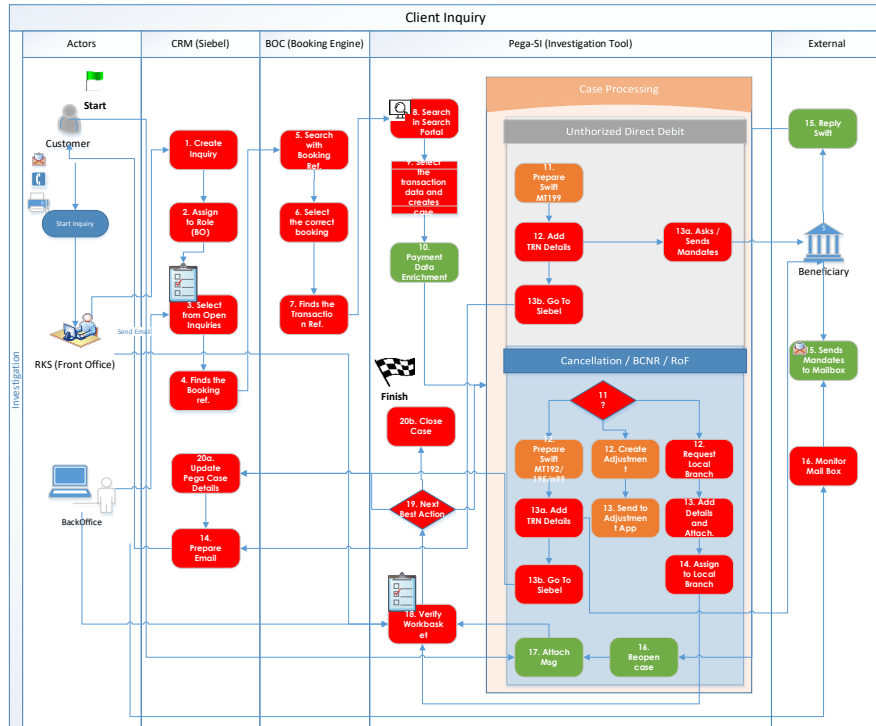 Client Inquiry
Actors
CRM (Siebel)
BOC (Booking Engine)
Pega-SI (Investigation Tool)
External
Investigation
Start
Customer
Start Inquiry
RKS (Front Office)
Send Email
BackOffice
1. Create
Inquiry
2. Assign
to Role
(BO)
3. Select
from Open
Inquiries
4. Finds the
Booking
ref.
20a.
Update
Pega Case
Details
14.
Prepare
Email
5. Search
with
Booking
Ref.
6. Select
the correct
booking
7. Finds the
Transactio
n Ref.
8. Search
in Search
Portal
9. Select
the
transaction
data and
creates
case
10.
Payment
Data
Enrichment
Finish
20b. Close
Case
19. Next
Best Action
18. Verify
Workbas
ket
Case Processing
Unthorized Direct Debit
11.
Prepare
Swift
MT199
12. Add
TRN Details
13a. Asks /
Sends
Mandates
13b. Go To
Siebel
Cancellation / BCNR / RoF
11
?
12.
Prepare
Swift
MT192/
195/n99
12. Create
Adjustmen
t
12.
Request
Local
Branch
13a. Add
TRN Details
13. Send to
Adjustmen
t App
13. Add
Details
and
Attach.
13b. Go To
Siebel
14. Assign
to Local
Branch
17. Attach
Msg
16.
Reopen
case
15. Reply
Swift
$
Beneficiary
15. Sends
Mandates
to Mailbox
16. Monitor
Mail Box